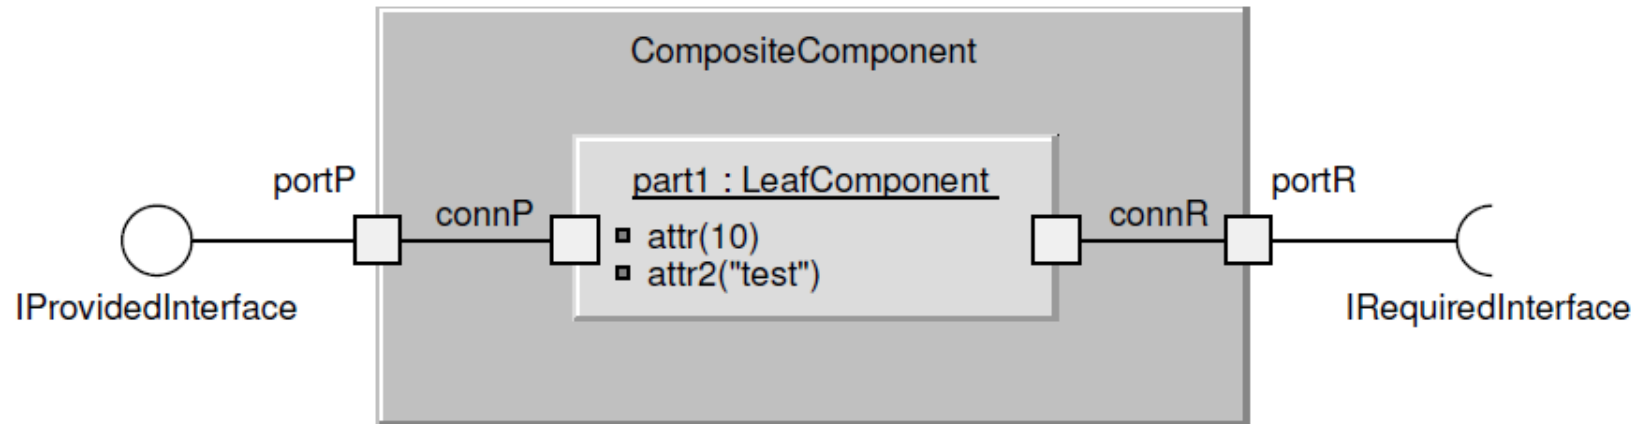 CompositeComponent
portP
part1 : LeafComponent
portR
connP
connR
attr(10)
attr2("test")
IProvidedInterface
IRequiredInterface